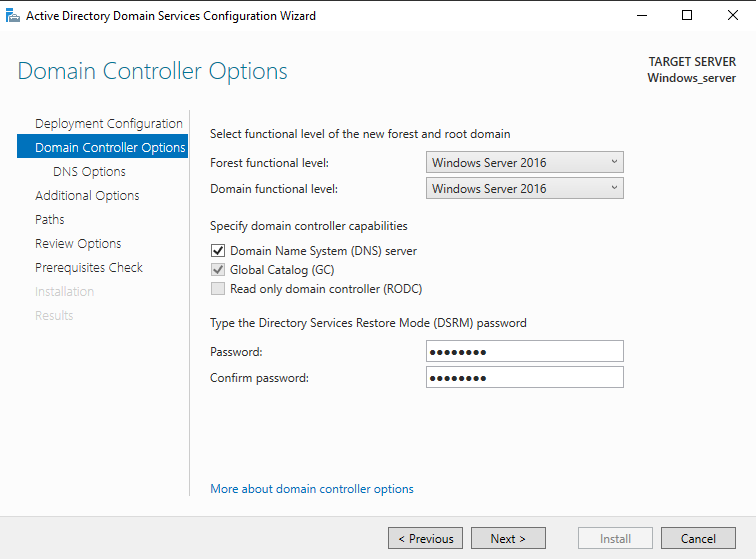 Active Directory Domain Services Configuration Wizard
Domain Controller Options
TARGET SERVER
Windows_server
Deployment Configuration
Domain Controller Options
DNS Options
Additional Options
Paths
Review Options
Prerequisites Check
Installation
Results
Select functional level of the new forest and root domain
Forest functional level: Windows Server 2016
Domain functional level: Windows Server 2016
Specify domain controller capabilities
Domain Name System (DNS) server
Global Catalog (GC)
Read only domain controller (RODC)
Type the Directory Services Restore Mode (DSRM) password
Password: ●●●●●●●●
Confirm password: ●●●●●●●●
More about domain controller options
< Previous Next > Install Cancel